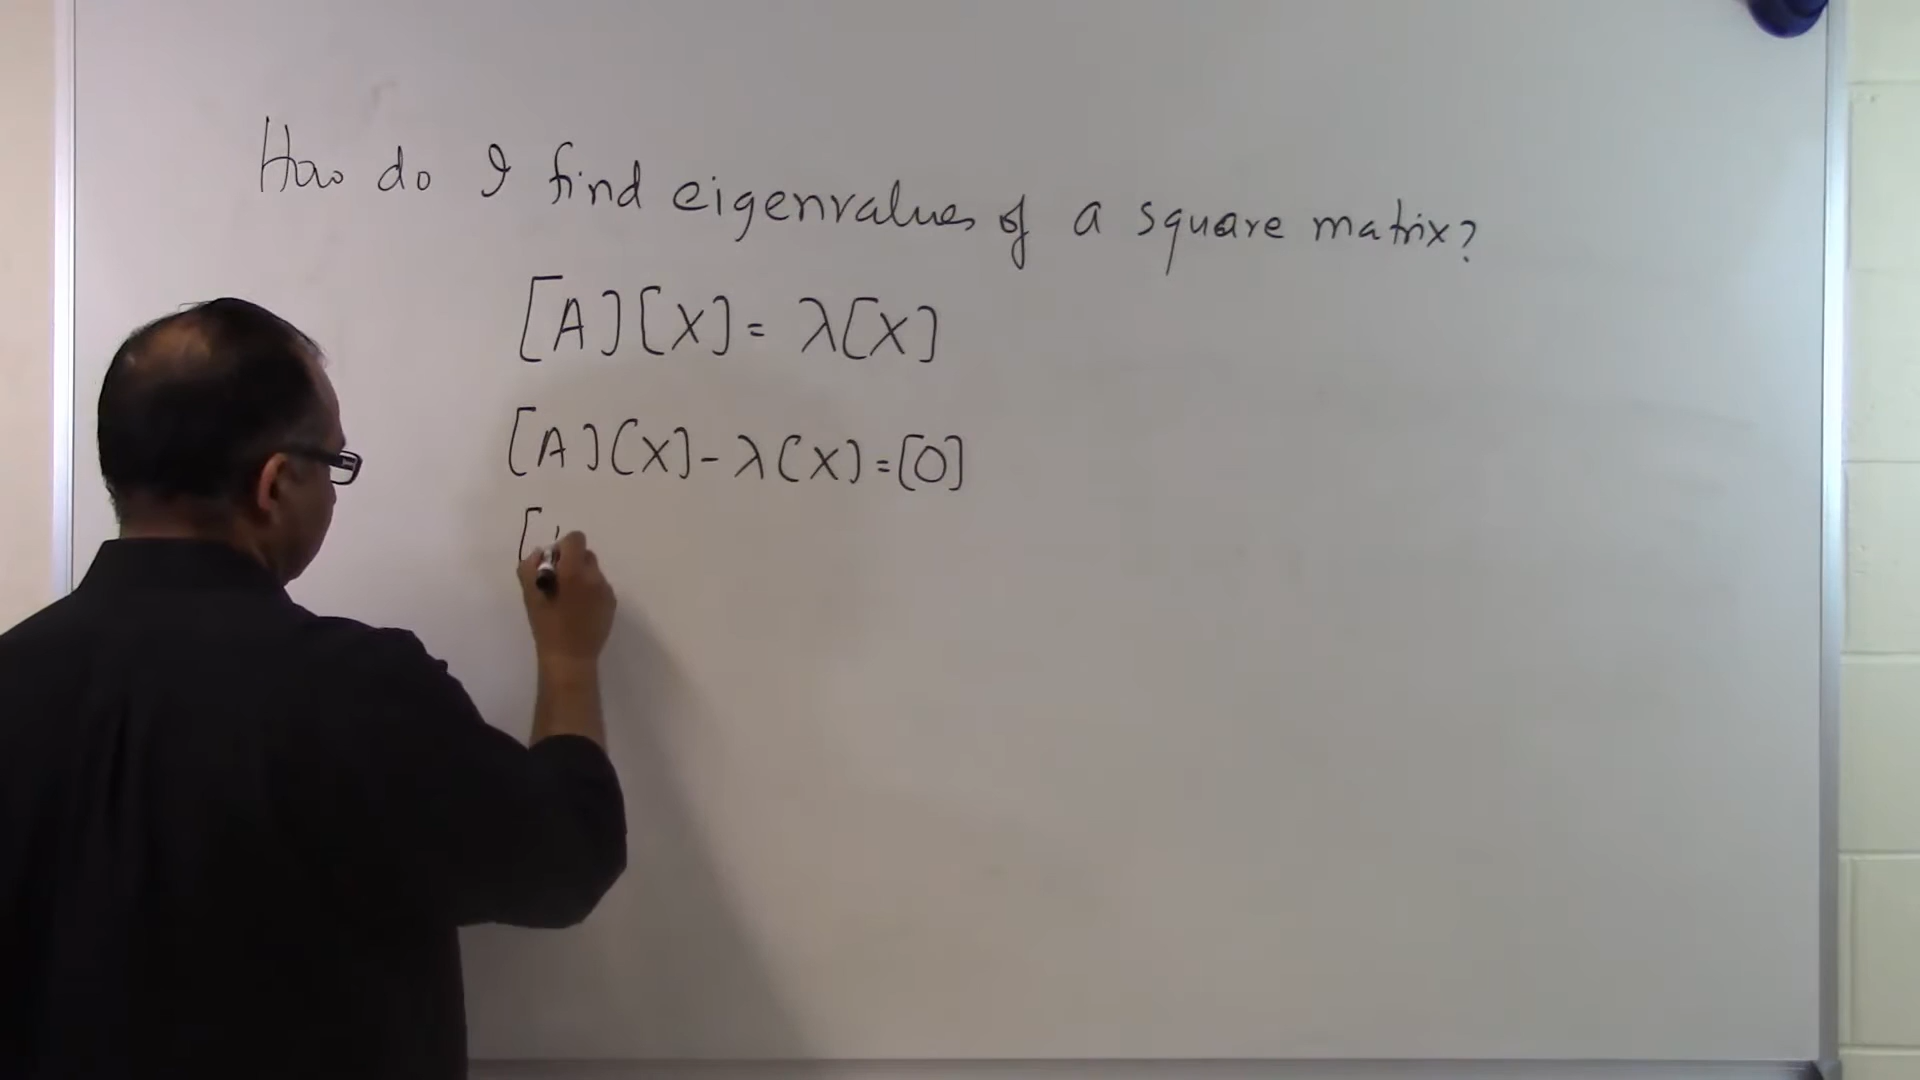 How do I find eigenvalues of a square matrix?
[A][X] = λ[X]
[A][X] - λ[X] = [0]
[